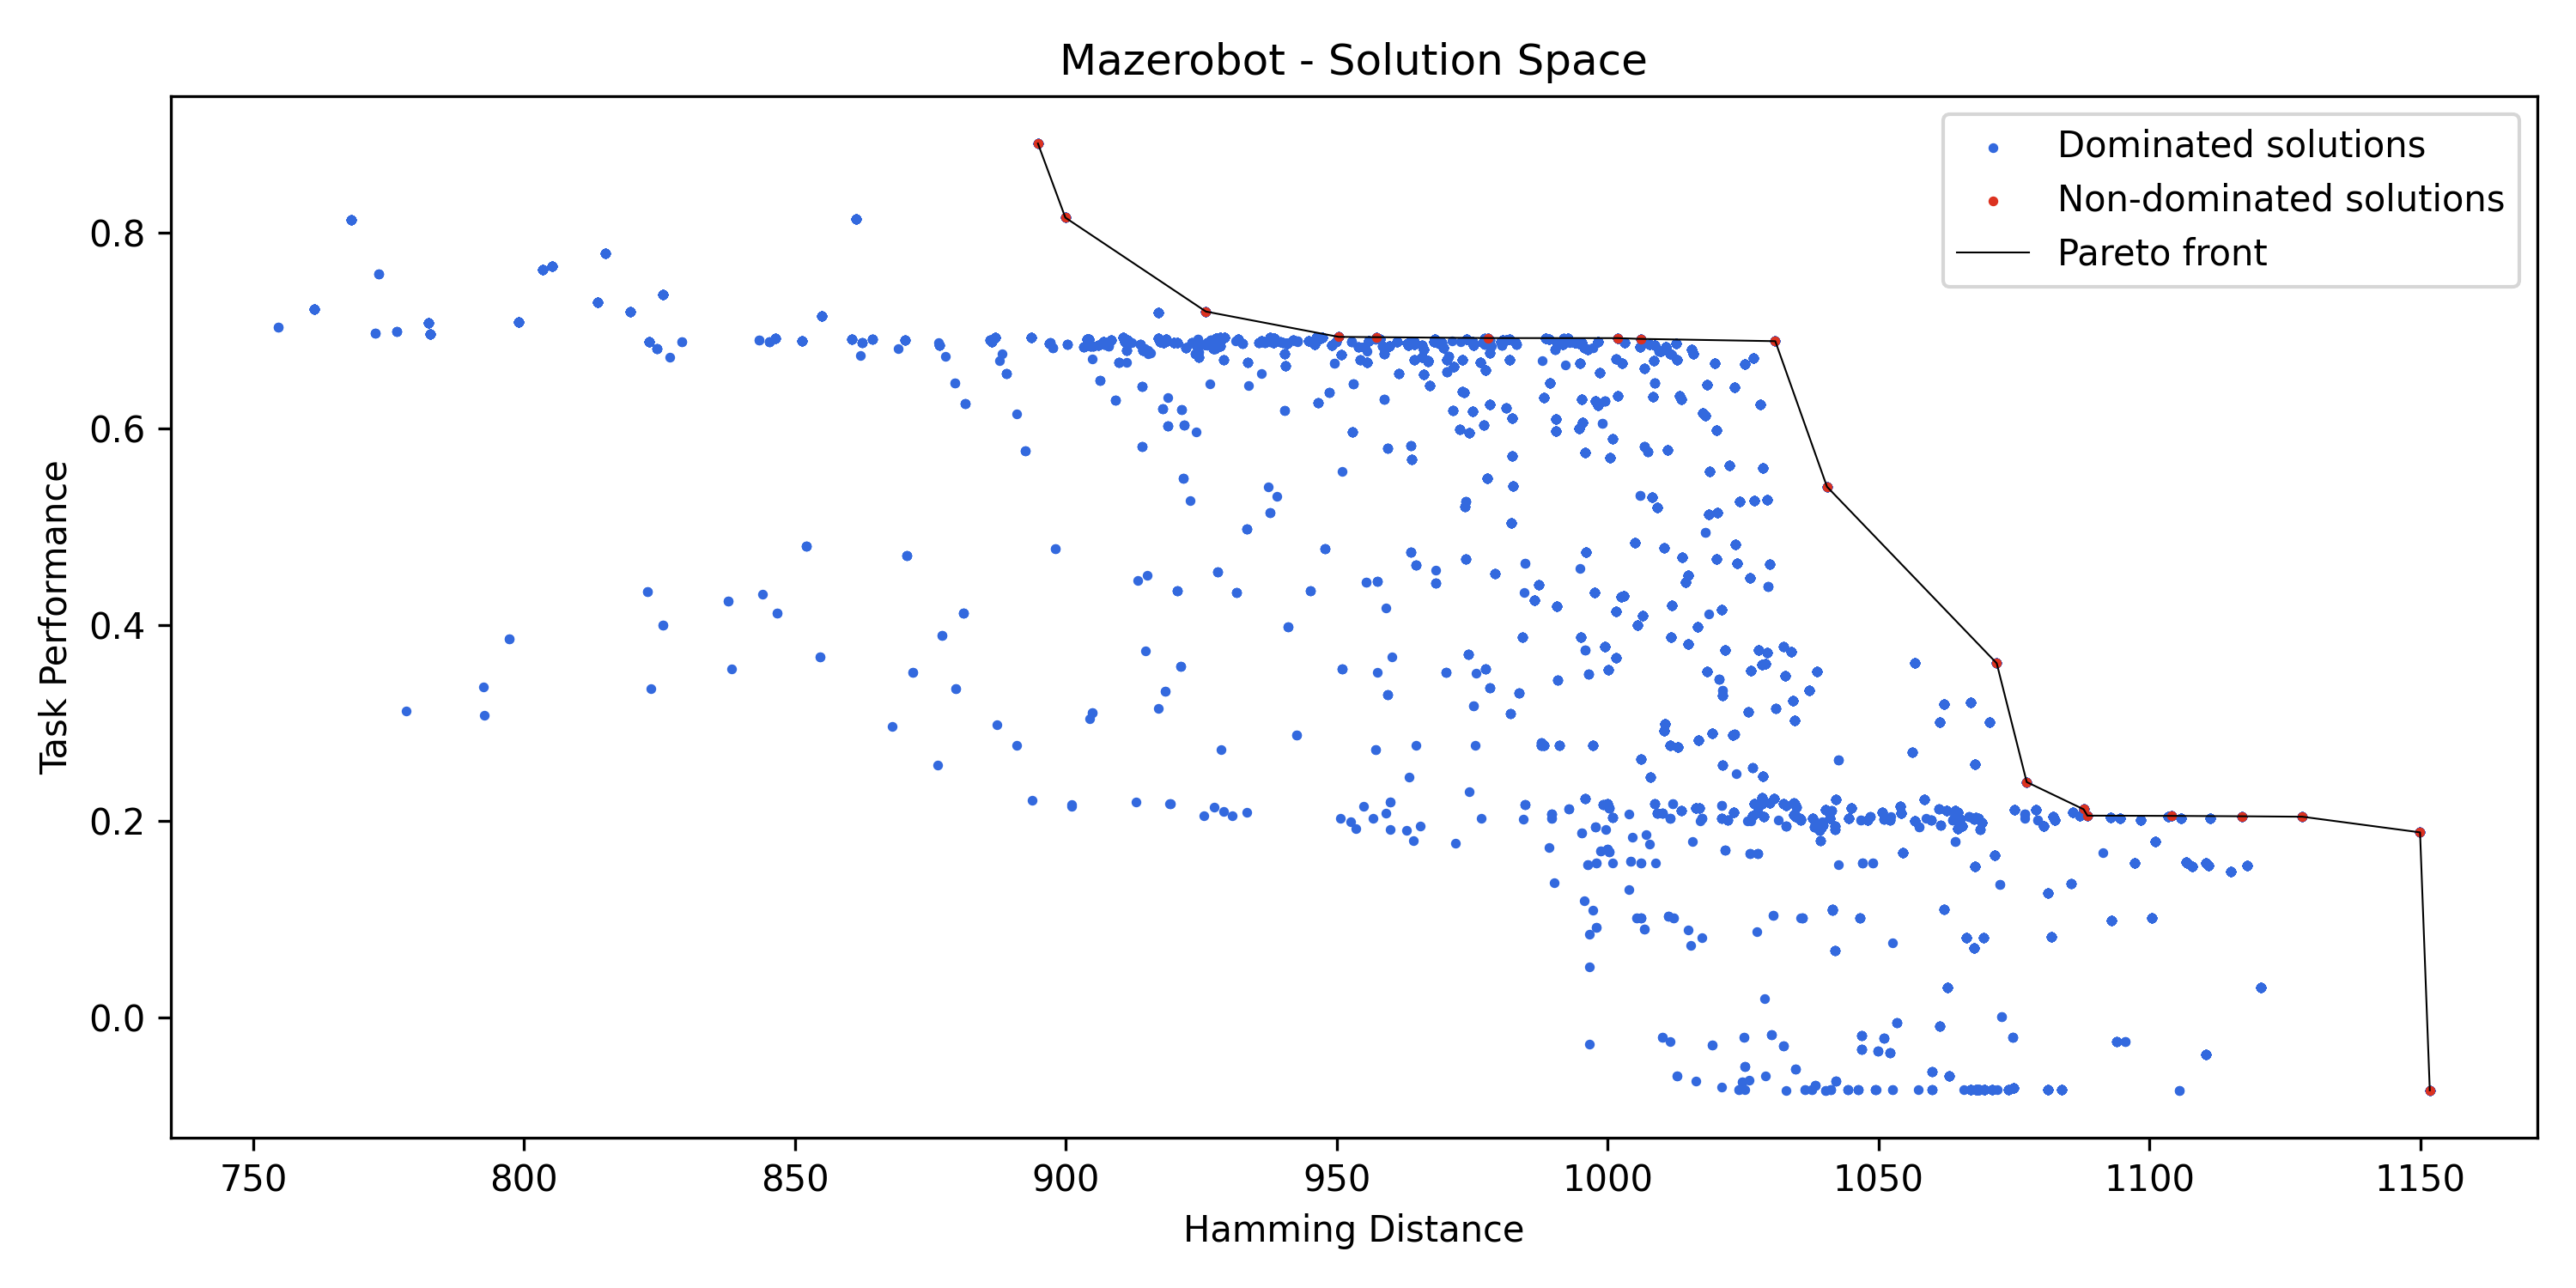 Mazerobot - Solution Space
Dominated solutions
Non-dominated solutions
Pareto front
Task Performance
0.8
0.6
0.4
0.2
0.0
750 800 850 900 950 1000 1050 1100 1150
Hamming Distance